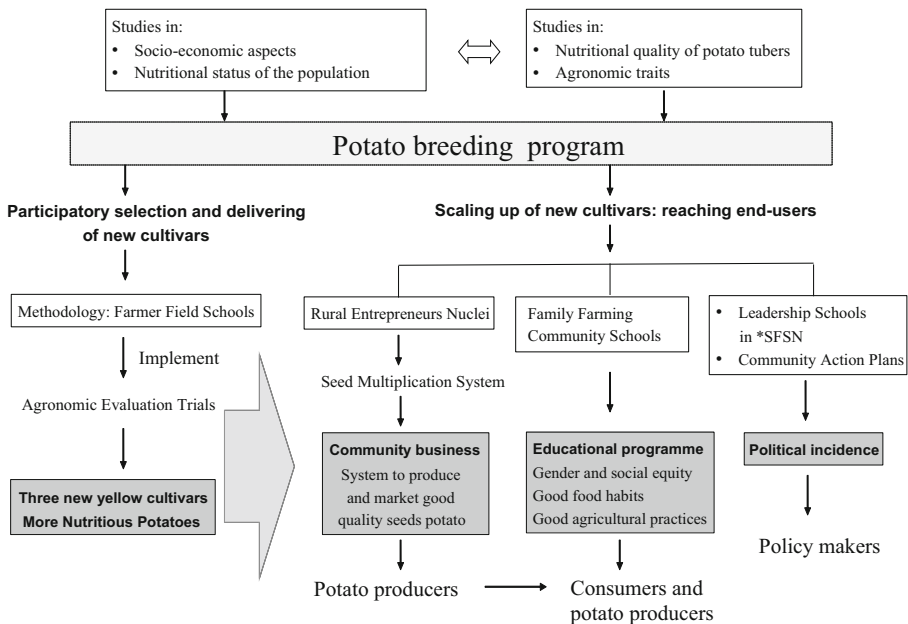 Studies in:
• Socio-economic aspects
• Nutritional status of the population
Studies in:
• Nutritional quality of potato tubers
• Agronomic traits
Potato breeding program
Participatory selection and delivering
of new cultivars
Methodology: Farmer Field Schools
Implement
Agronomic Evaluation Trials
Three new yellow cultivars
More Nutritious Potatoes
Scaling up of new cultivars: reaching end-users
Rural Entrepreneurs Nuclei
Seed Multiplication System
Community business
System to produce
and market good
quality seeds potato
Potato producers
Family Farming
Community Schools
Educational programme
Gender and social equity
Good food habits
Good agricultural practices
Consumers and
potato producers
• Leadership Schools
in *SFSN
• Community Action Plans
Political incidence
Policy makers